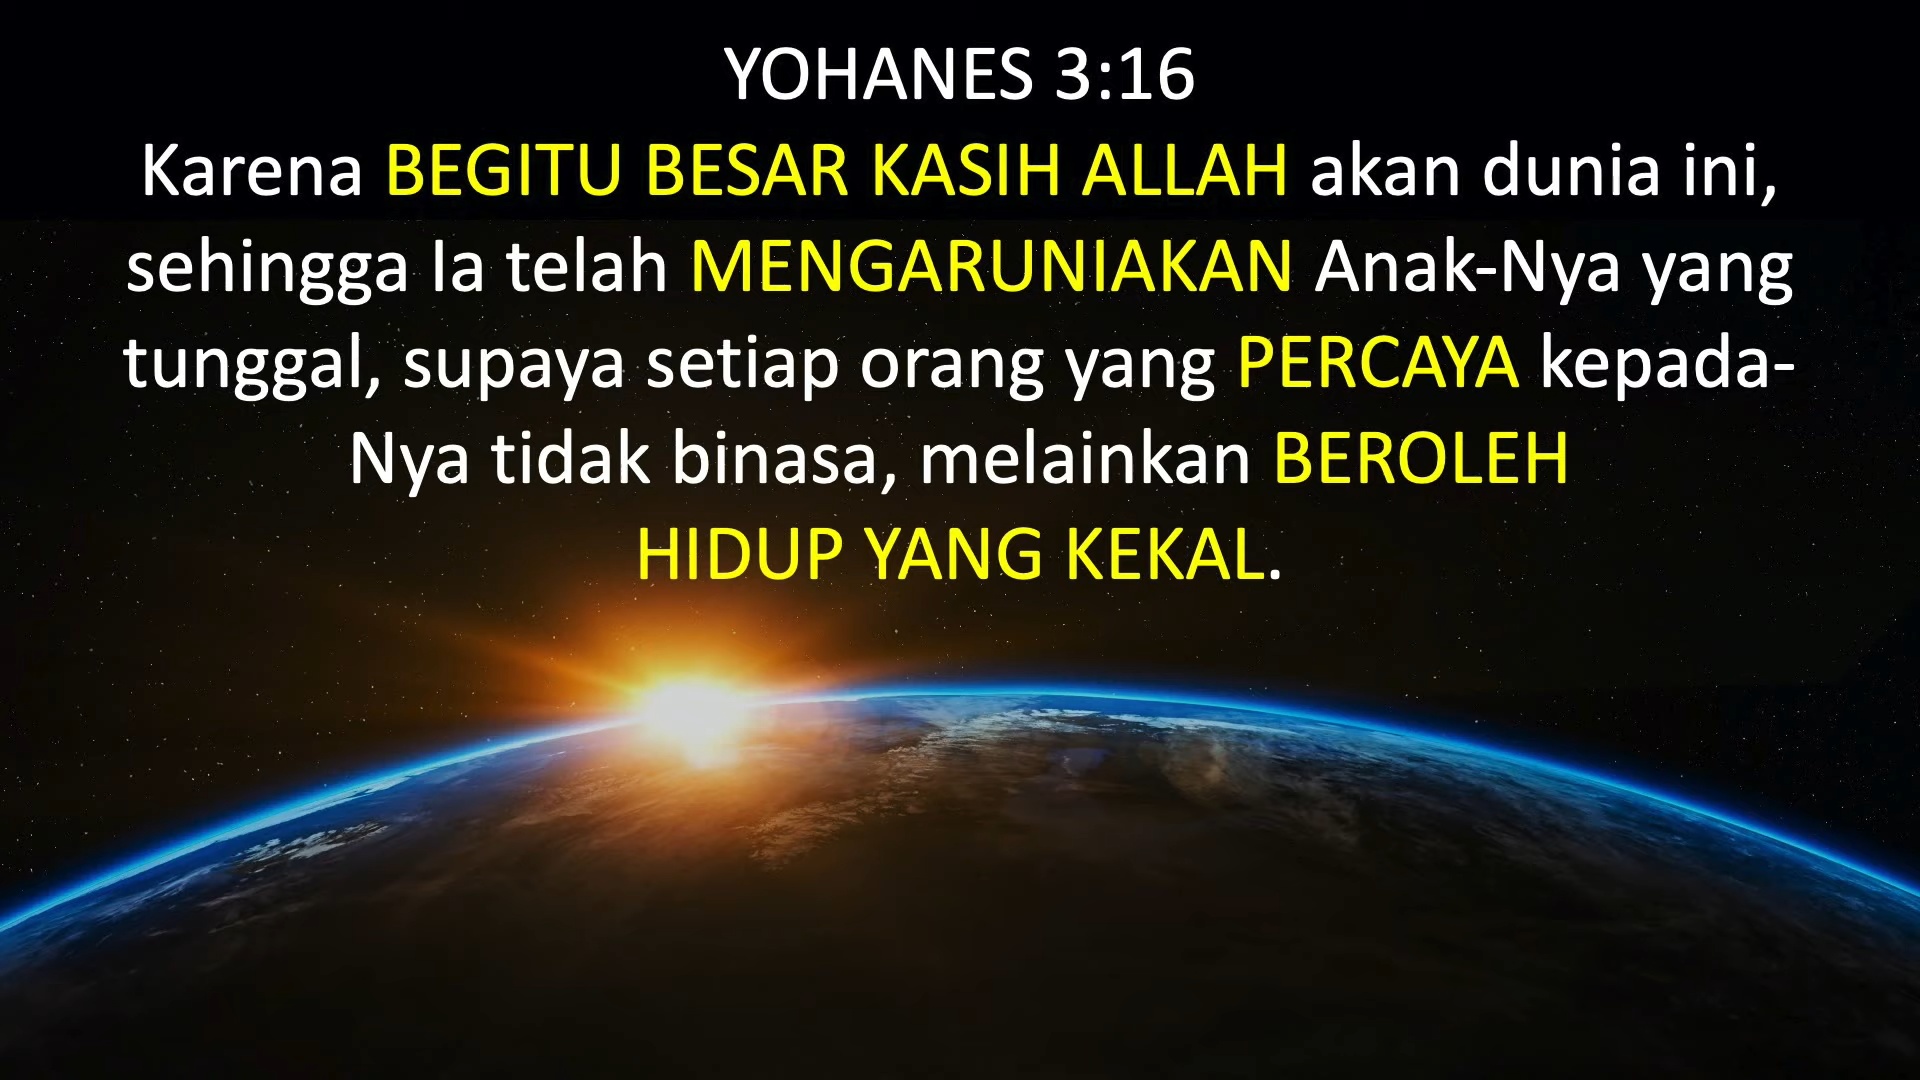 YOHANES 3:16
Karena BEGITU BESAR KASIH ALLAH akan dunia ini,
sehingga Ia telah MENGARUNIAKAN Anak-Nya yang
tunggal, supaya setiap orang yang PERCAYA kepada-
Nya tidak binasa, melainkan BEROLEH
HIDUP YANG KEKAL.